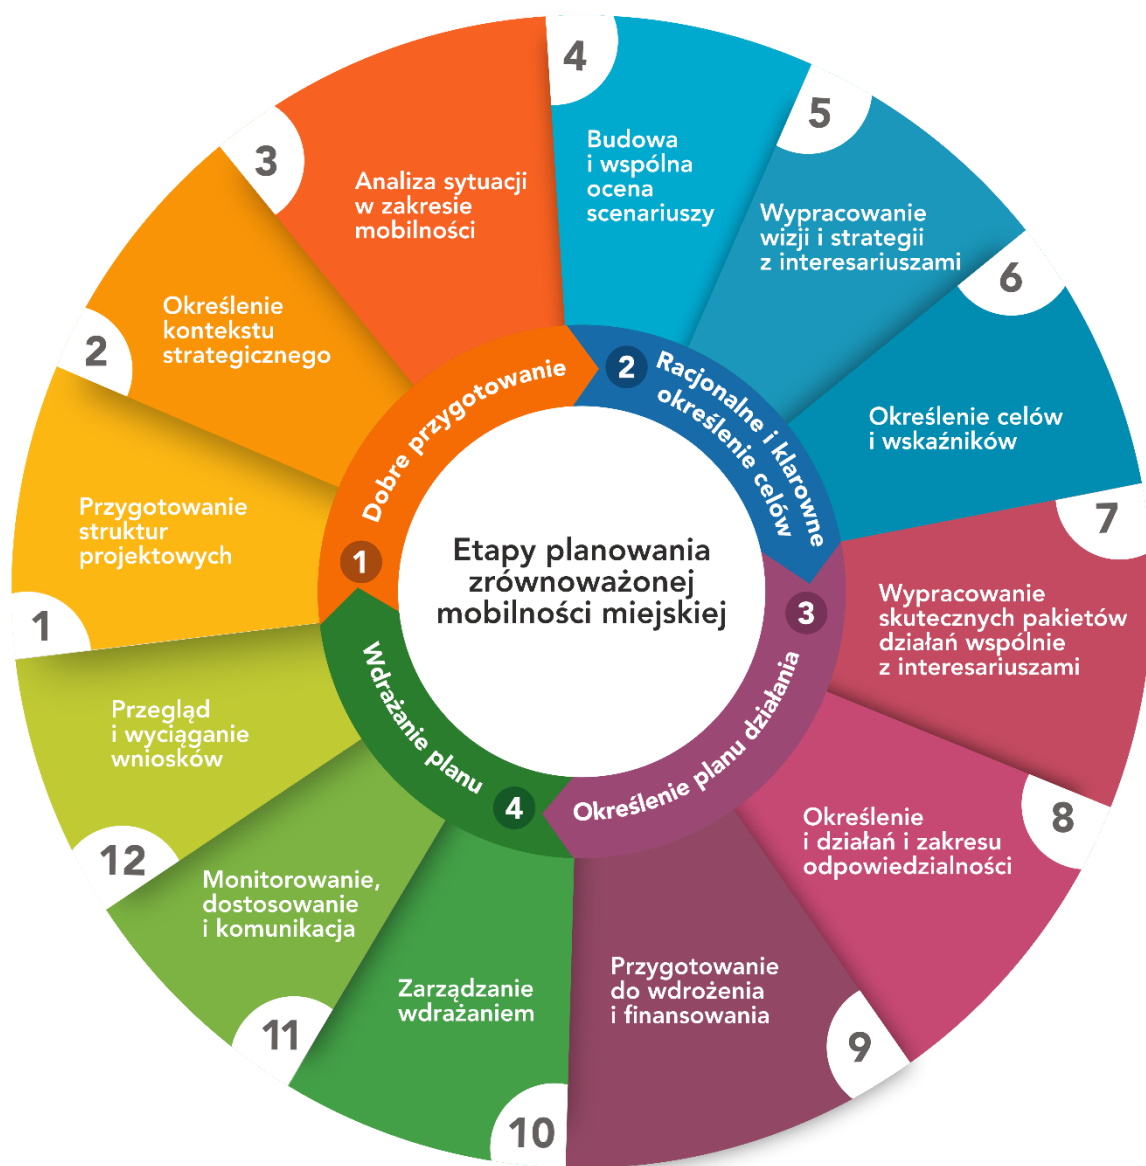 Etapy planowania
zrównoważonej
mobilności miejskiej
1
Dobre przygotowanie
2
Racjonalne i klarowne
określenie celów
3
Określenie planu działania
4
Wdrażanie planu
1
Przygotowanie
struktur
projektowych
2
Określenie
kontekstu
strategicznego
3
Analiza sytuacji
w zakresie
mobilności
4
Budowa
i wspólna
ocena
scenariuszy
5
Wypracowanie
wizji i strategii
z interesariuszami
6
Określenie celów
i wskaźników
7
Wypracowanie
skutecznych pakietów
działań wspólnie
z interesariuszami
8
Określenie
i działań i zakresu
odpowiedzialności
9
Przygotowanie
do wdrożenia
i finansowania
10
Zarządzanie
wdrażaniem
11
Monitorowanie,
dostosowanie
i komunikacja
12
Przegląd
i wyciąganie
wniosków